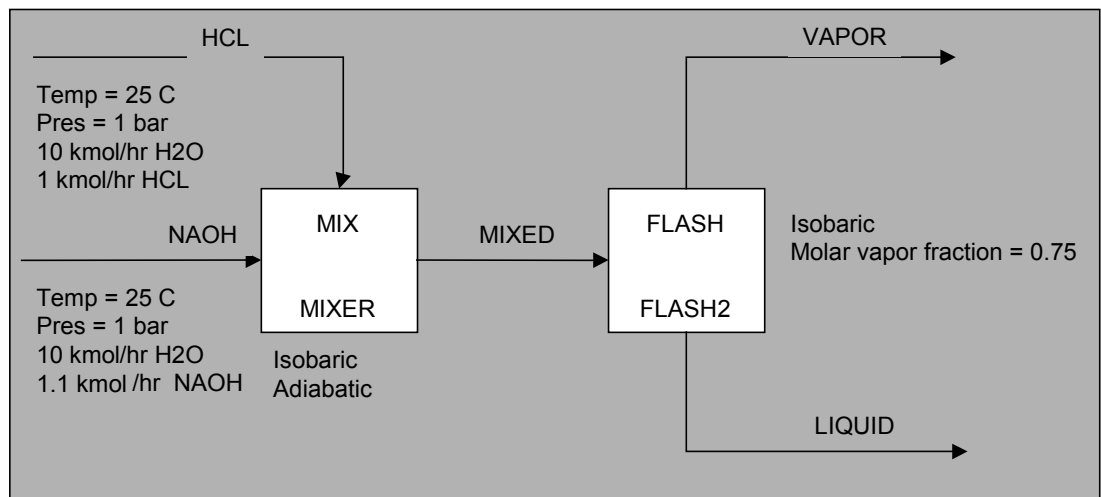 HCL
VAPOR
Temp = 25 C
Pres = 1 bar
10 kmol/hr H2O
1 kmol/hr HCL
NAOH
MIX
MIXED
FLASH
Isobaric
Molar vapor fraction = 0.75
Temp = 25 C
Pres = 1 bar
10 kmol/hr H2O
1.1 kmol /hr NAOH
MIXER
FLASH2
Isobaric
Adiabatic
LIQUID